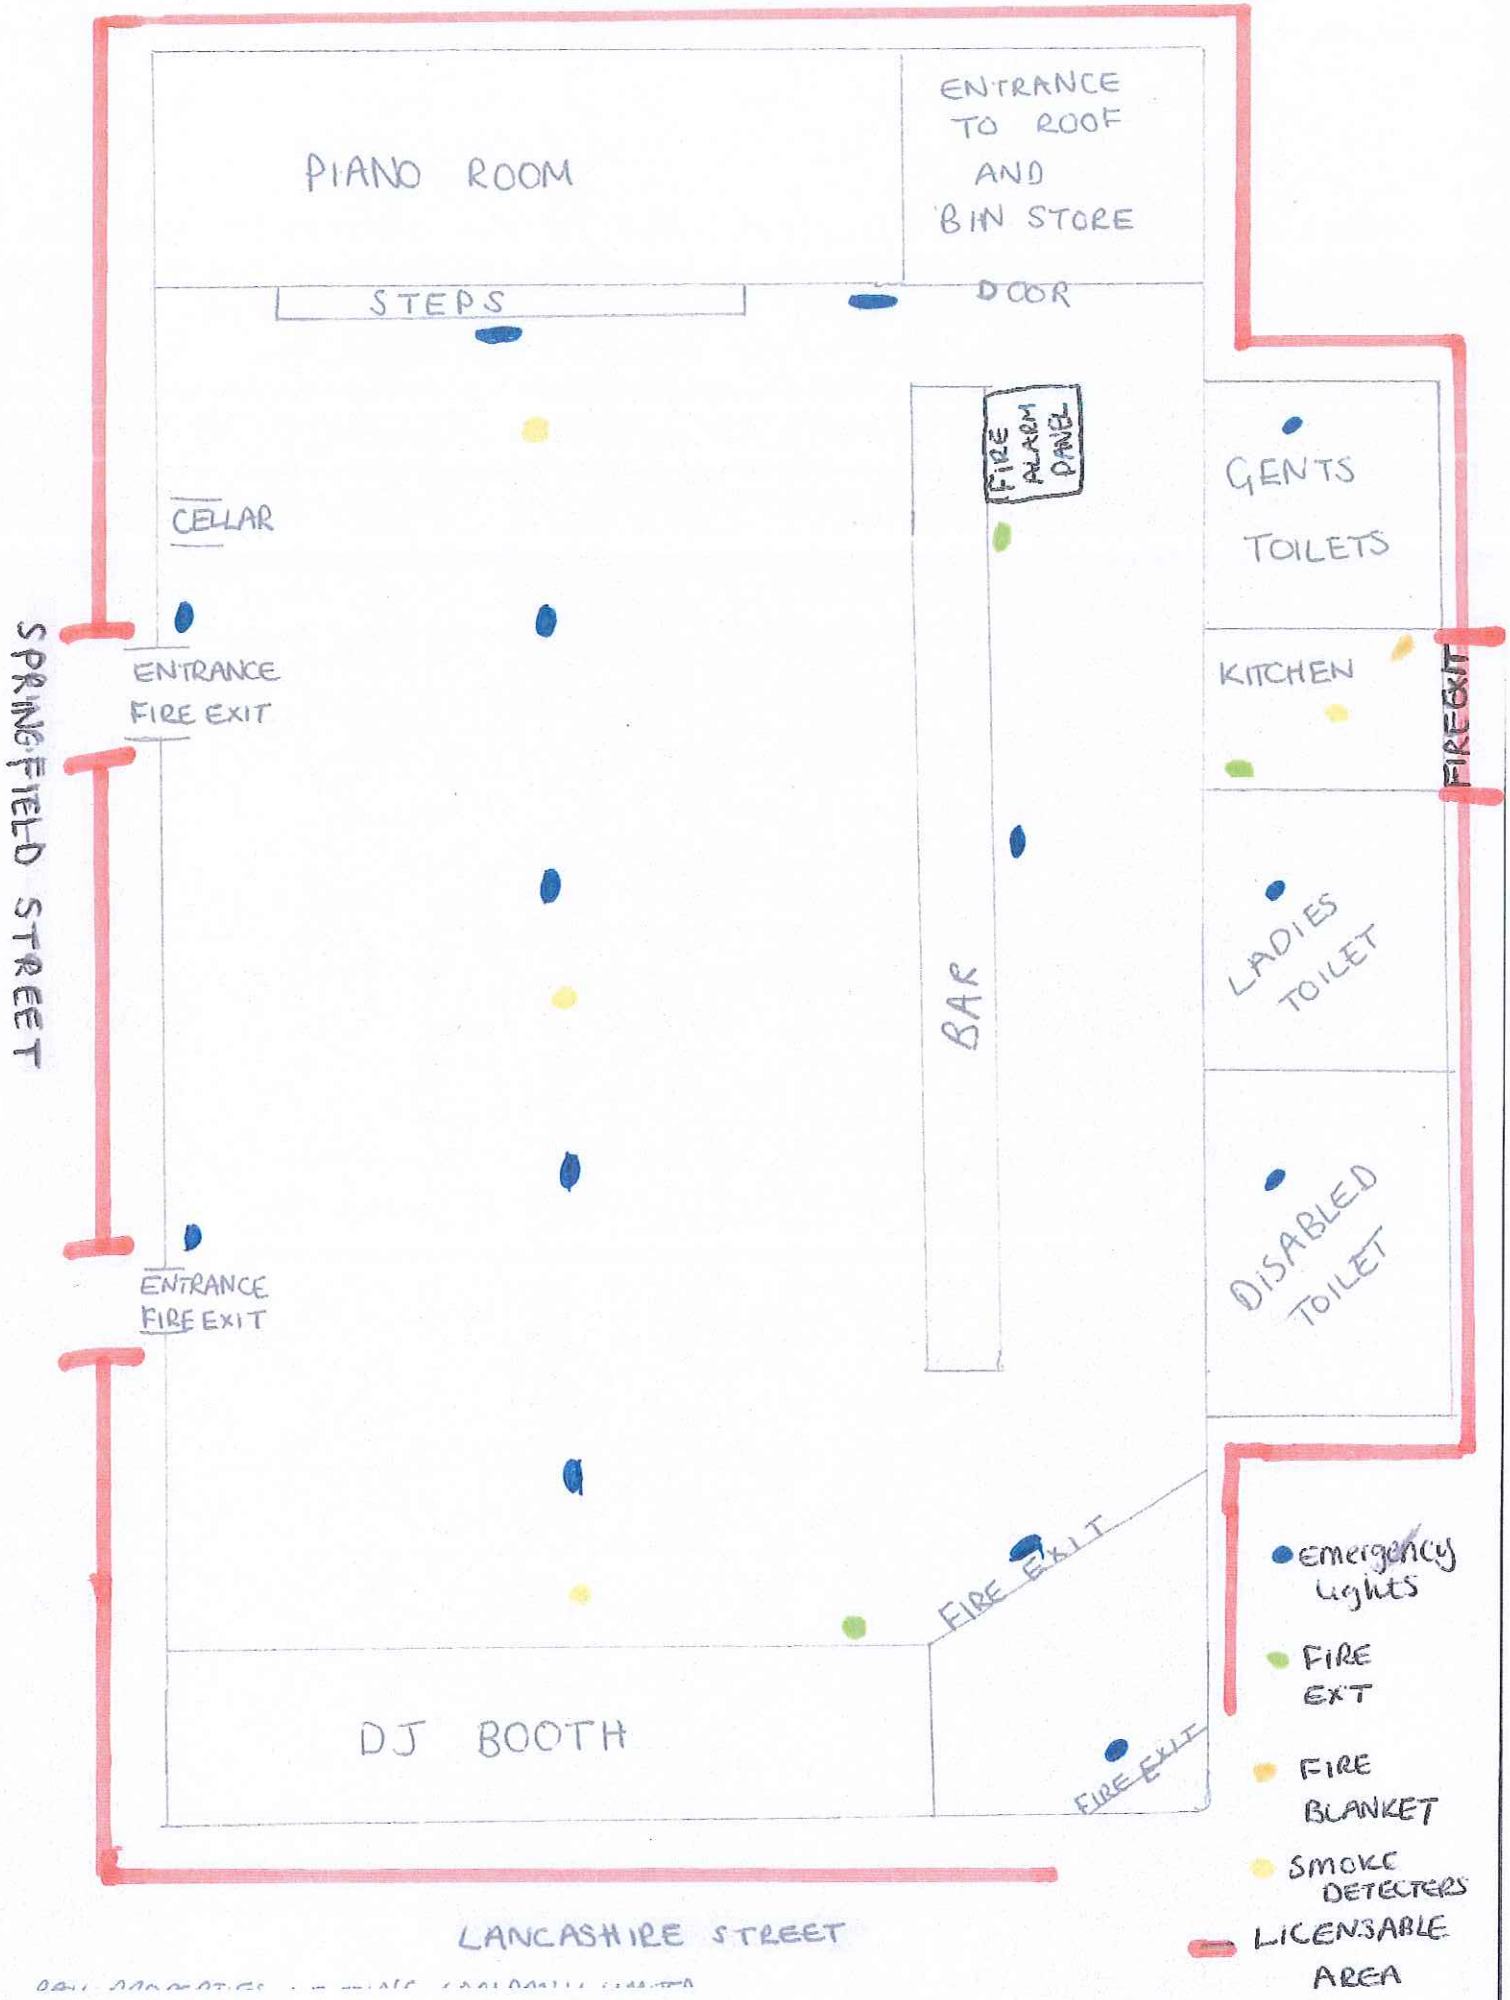 PIANO ROOM
ENTRANCE
TO ROOF
AND
BIN STORE
STEPS
DOOR
FIRE
ALARM
PANEL
GENTS
TOILETS
CELLAR
ENTRANCE
FIRE EXIT
KITCHEN
FIRE EXIT
SPRINGFIELD STREET
BAR
LADIES
TOILET
DISABLED
TOILET
ENTRANCE
FIRE EXIT
FIRE EXIT
DJ BOOTH
FIRE EXIT
Emergency
Lights
FIRE
EXT
FIRE
BLANKET
SMOKE
DETECTERS
LICENSABLE
AREA
LANCASHIRE STREET